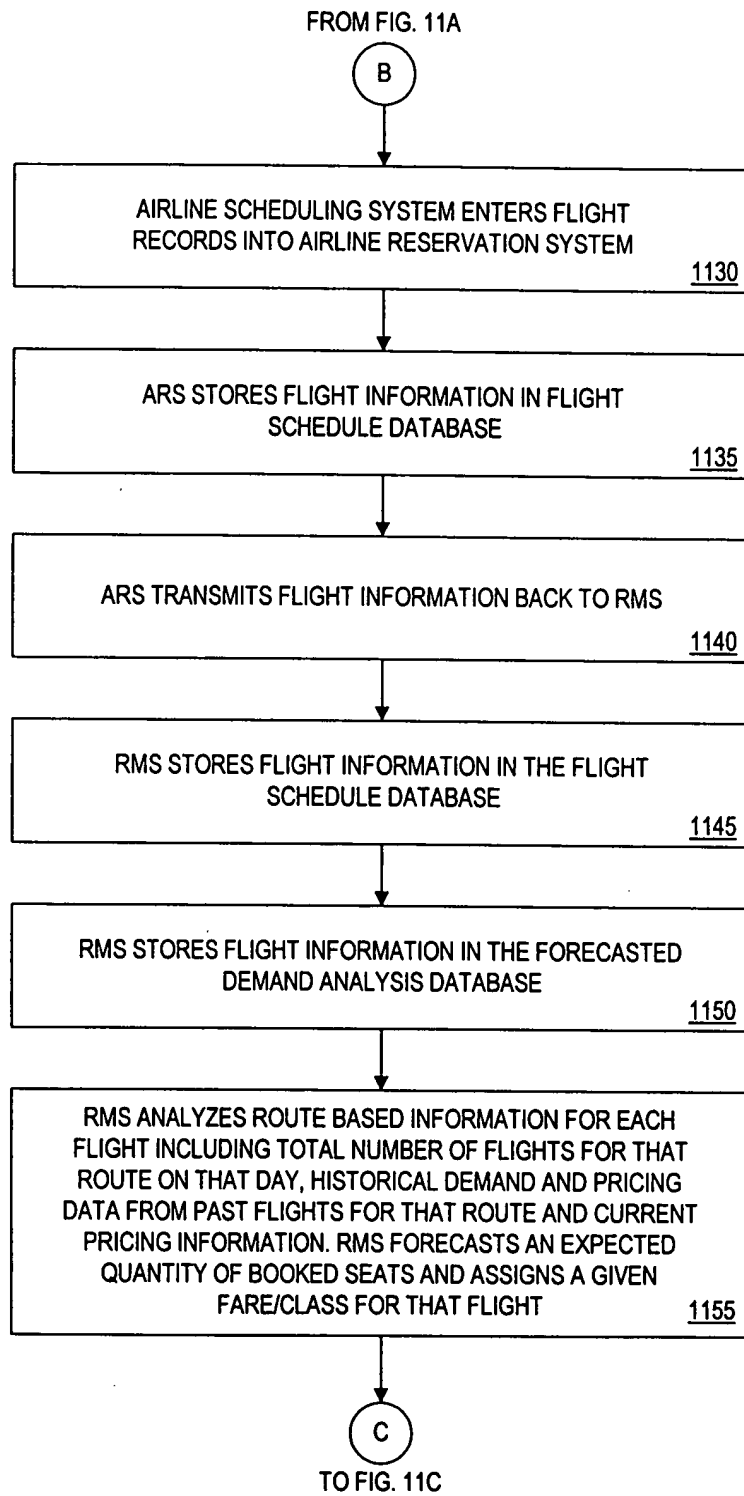 FROM FIG. 11A
B
AIRLINE SCHEDULING SYSTEM ENTERS FLIGHT
RECORDS INTO AIRLINE RESERVATION SYSTEM
1130
ARS STORES FLIGHT INFORMATION IN FLIGHT
SCHEDULE DATABASE
1135
ARS TRANSMITS FLIGHT INFORMATION BACK TO RMS
1140
RMS STORES FLIGHT INFORMATION IN THE FLIGHT
SCHEDULE DATABASE
1145
RMS STORES FLIGHT INFORMATION IN THE FORECASTED
DEMAND ANALYSIS DATABASE
1150
RMS ANALYZES ROUTE BASED INFORMATION FOR EACH
FLIGHT INCLUDING TOTAL NUMBER OF FLIGHTS FOR THAT
ROUTE ON THAT DAY, HISTORICAL DEMAND AND PRICING
DATA FROM PAST FLIGHTS FOR THAT ROUTE AND CURRENT
PRICING INFORMATION. RMS FORECASTS AN EXPECTED
QUANTITY OF BOOKED SEATS AND ASSIGNS A GIVEN
FARE/CLASS FOR THAT FLIGHT
1155
C
TO FIG. 11C